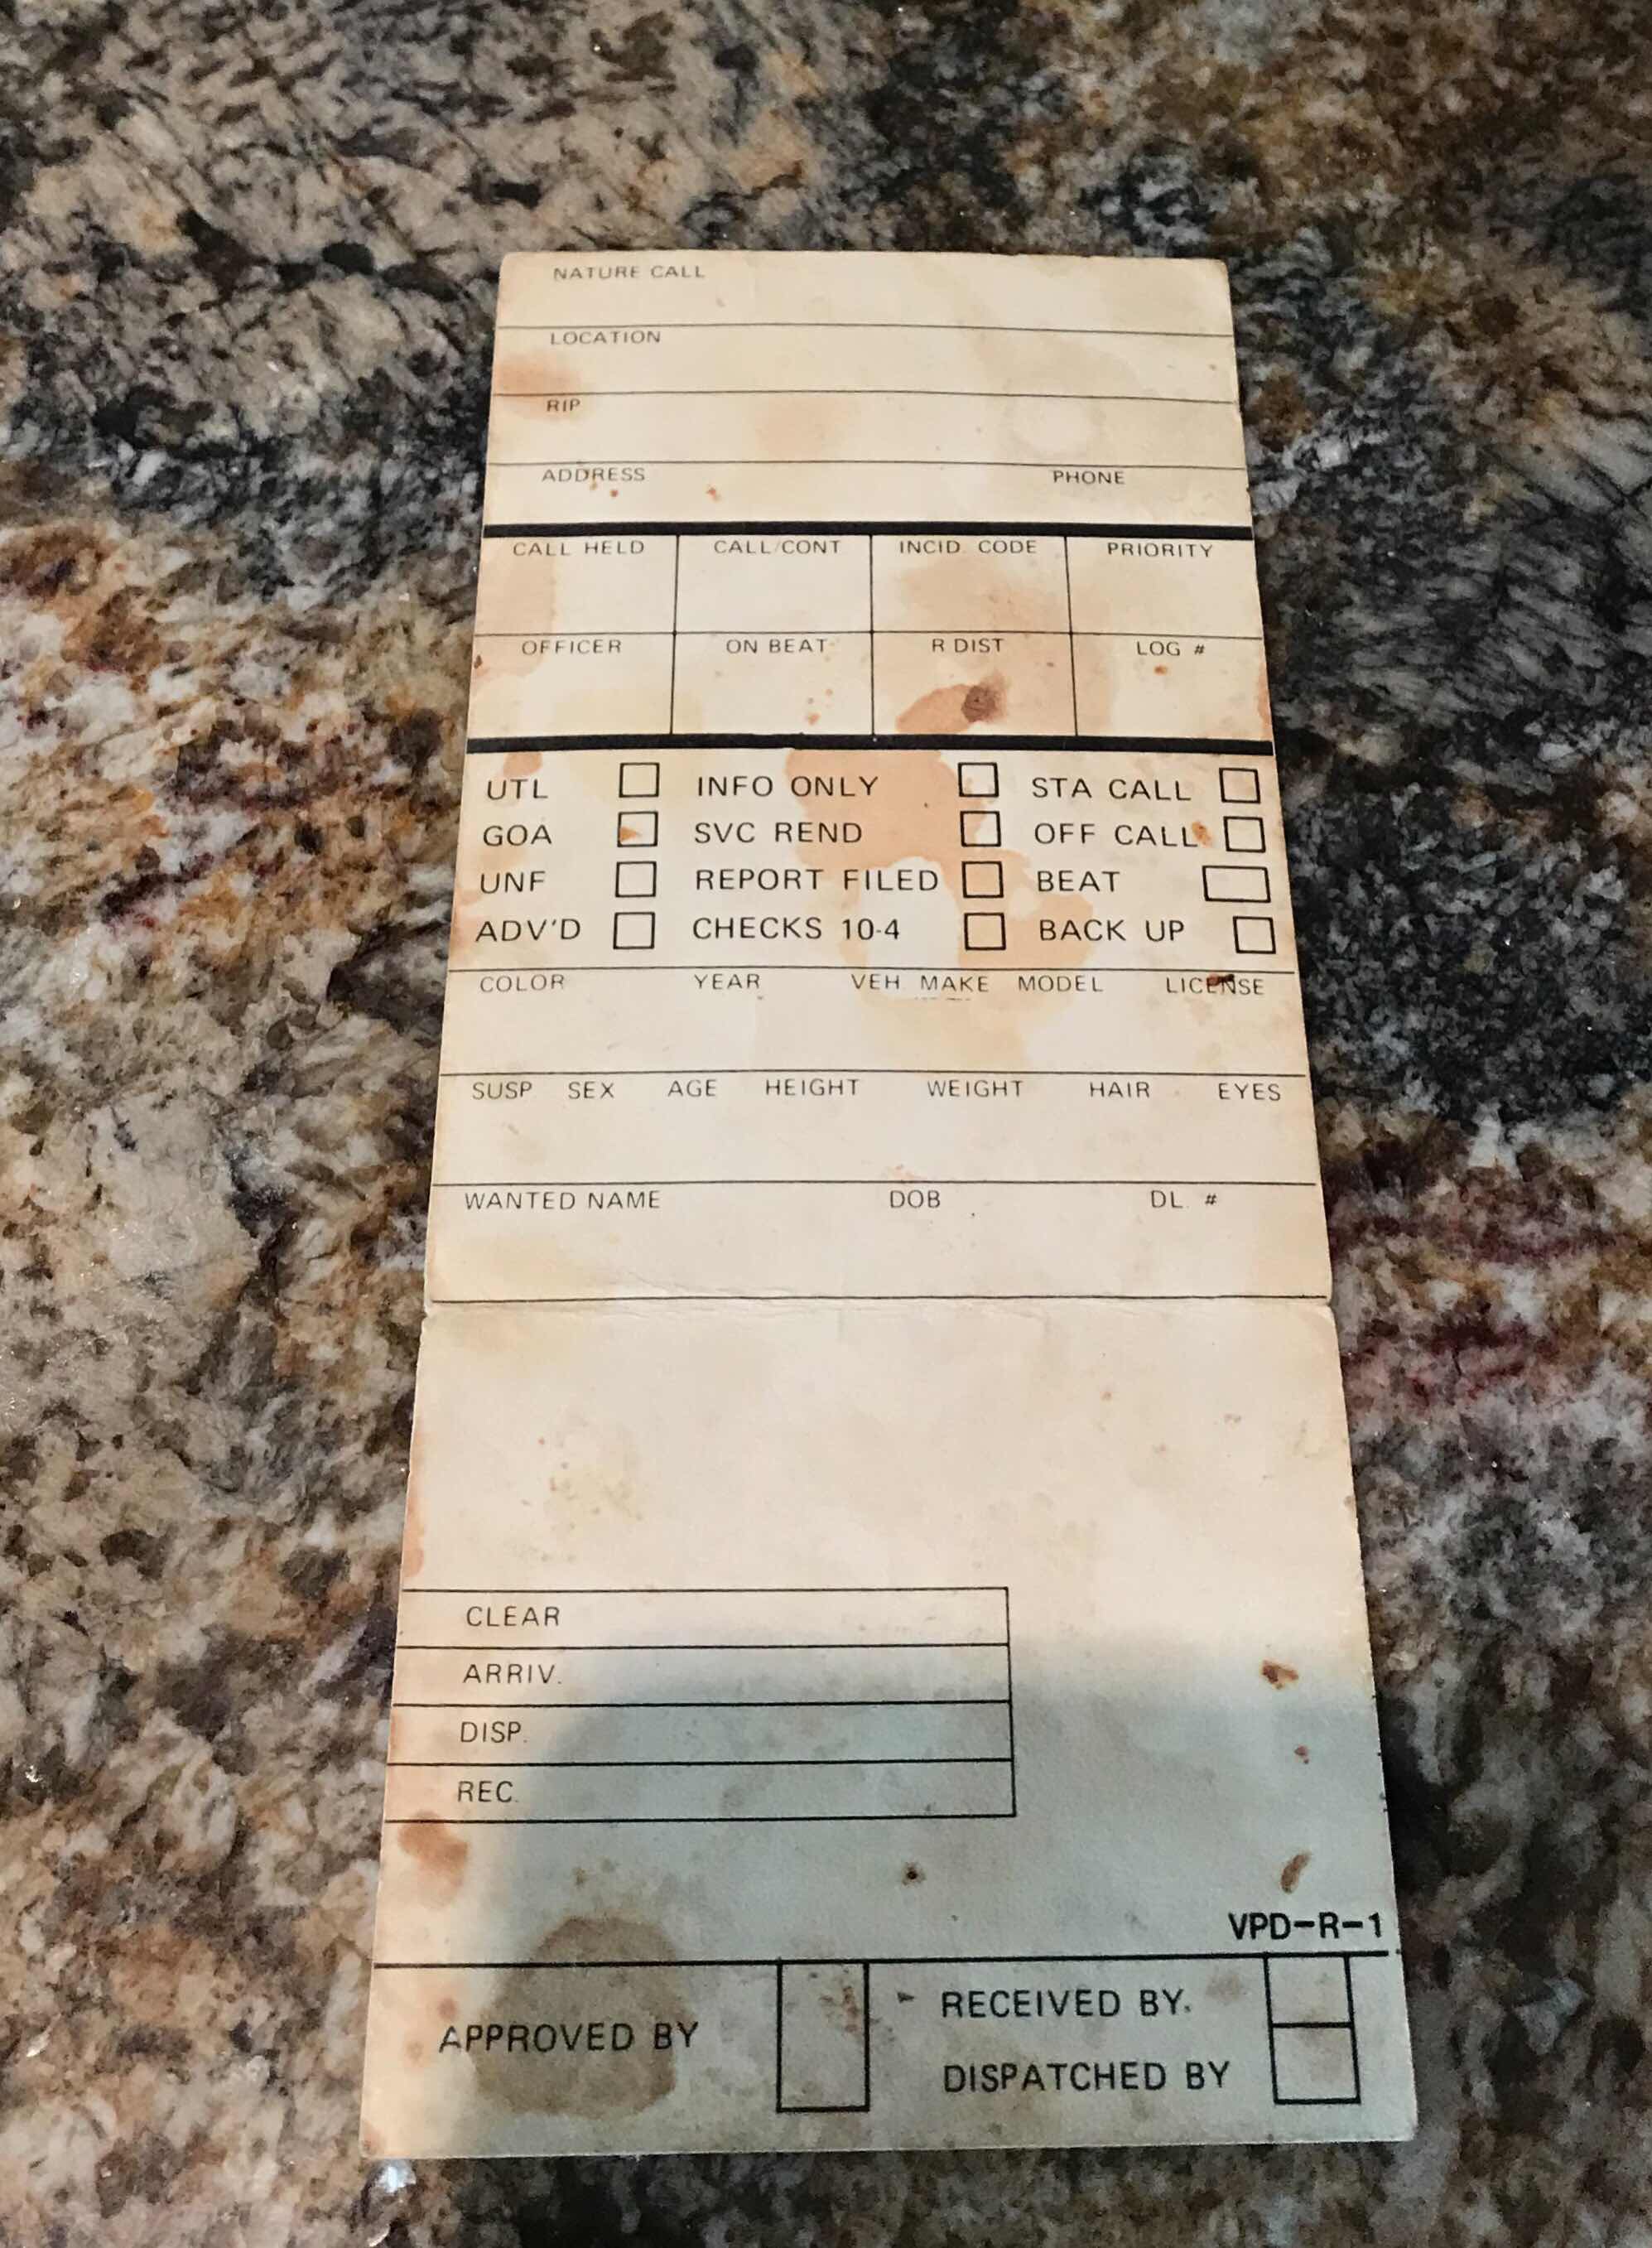 NATURE CALL
LOCATION
RIP
ADDRESS PHONE
CALL HELD CALL/CONT INCID. CODE PRIORITY
OFFICER ON BEAT R DIST LOG #
UTL INFO ONLY STA CALL
GOA SVC REND OFF CALL
UNF REPORT FILED BEAT
ADV'D CHECKS 10-4 BACK UP
COLOR YEAR VEH MAKE MODEL LICENSE
SUSP SEX AGE HEIGHT WEIGHT HAIR EYES
WANTED NAME DOB DL. #
CLEAR
ARRIV.
DISP.
REC.
VPD-R-1
APPROVED BY RECEIVED BY.
DISPATCHED BY